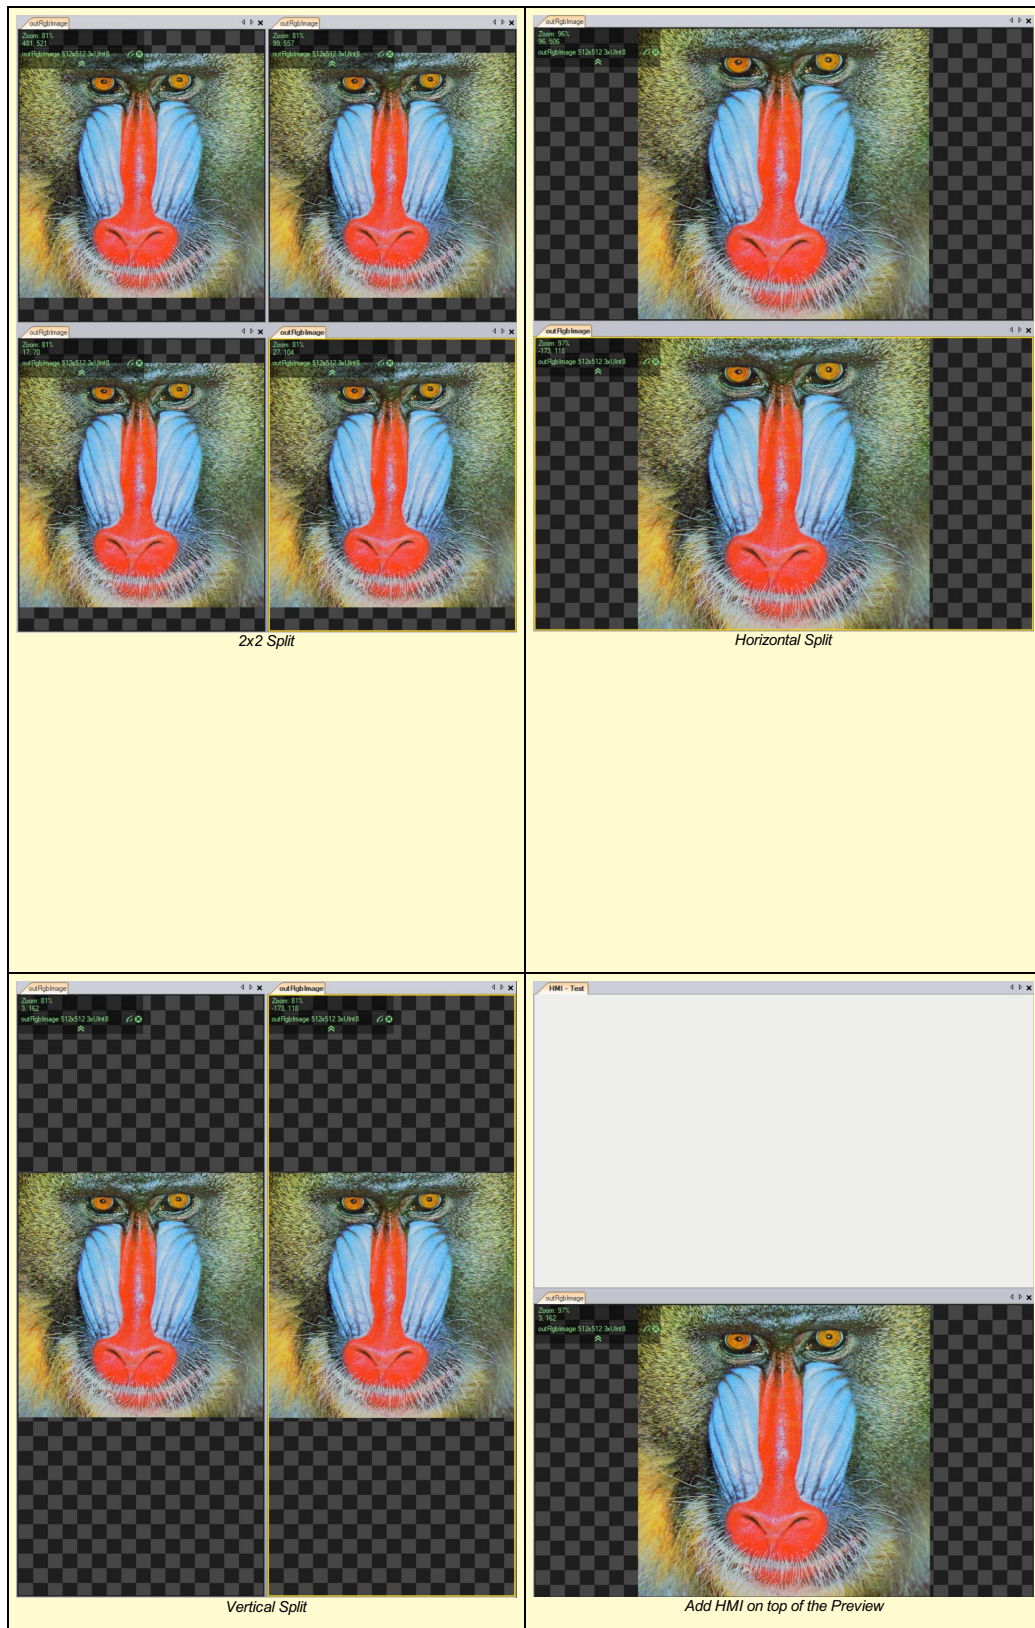 outRgbImage
Zoom: 81%
481, 521
outRgbImage 512x512 3xUInt8
outRgbImage
Zoom: 81%
99, 557
outRgbImage 512x512 3xUInt8
outRgbImage
Zoom: 81%
17, 70
outRgbImage 512x512 3xUInt8
outRgbImage
Zoom: 81%
27, 104
outRgbImage 512x512 3xUInt8
2x2 Split
outRgbImage
Zoom: 96%
96, 506
outRgbImage 512x512 3xUInt8
outRgbImage
Zoom: 97%
-173, 118
outRgbImage 512x512 3xUInt8
Horizontal Split
outRgbImage
Zoom: 81%
3, 162
outRgbImage 512x512 3xUInt8
outRgbImage
Zoom: 81%
-173, 118
outRgbImage 512x512 3xUInt8
Vertical Split
HMI - Test
outRgbImage
Zoom: 97%
3, 162
outRgbImage 512x512 3xUInt8
Add HMI on top of the Preview